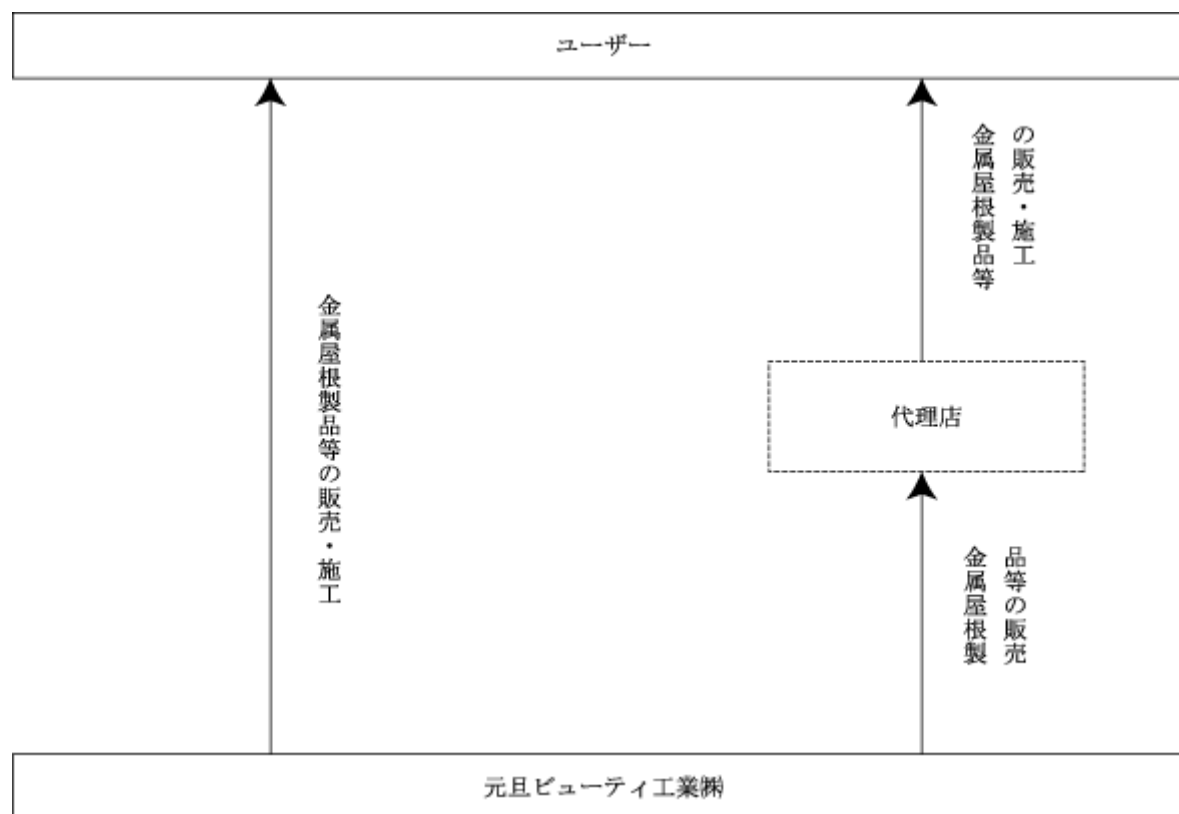 ユーザー
金属屋根製品等の販売・施工
金属屋根製品等
の販売・施工
代理店
金属屋根製
品等の販売
元旦ビューティ工業㈱